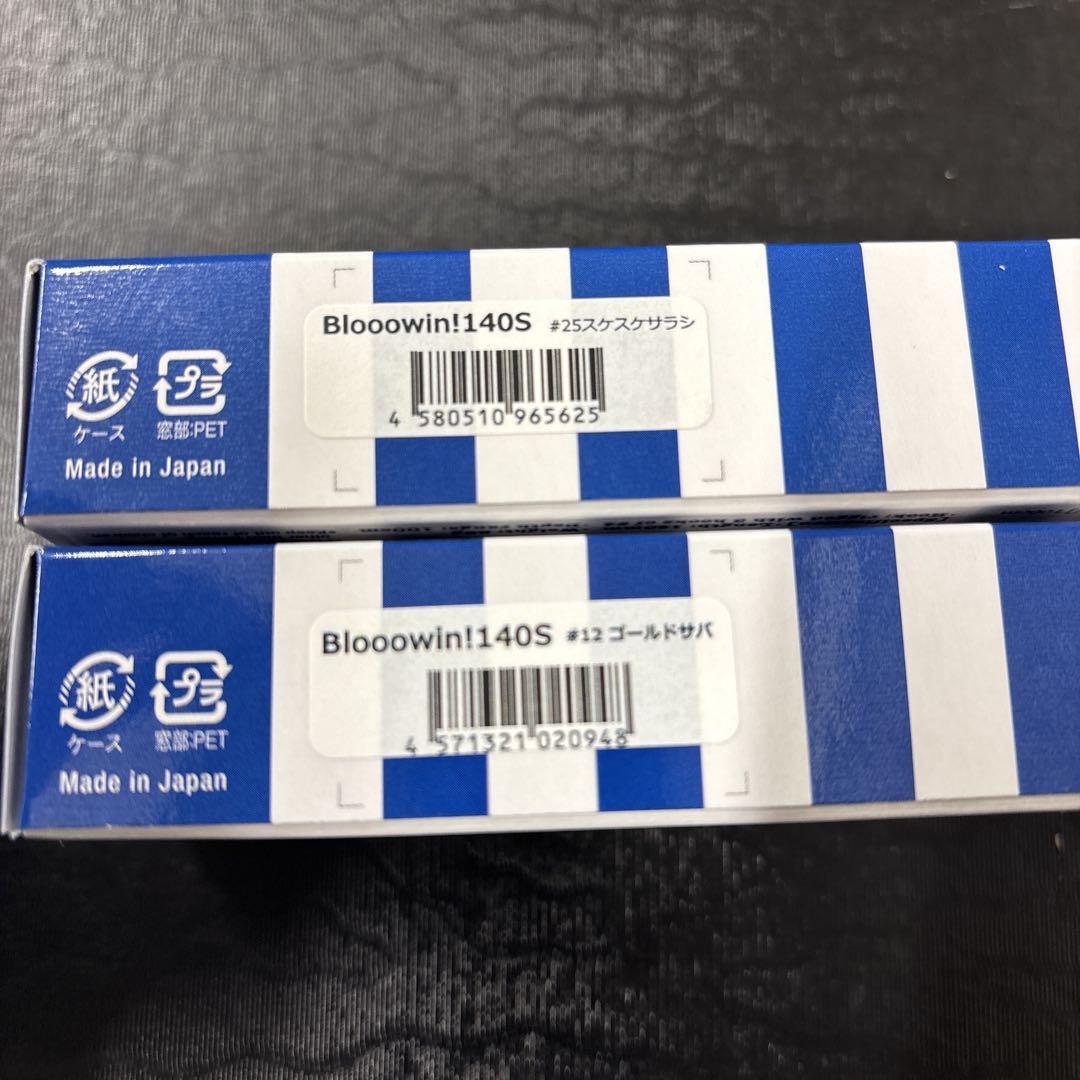 Blooowin!140S #25スケスケサラシ
4 580510 965625
紙
プラ
ケース
窓部:PET
Made in Japan
Blooowin!140S #12 ゴールドサバ
4 571321 020948
紙
プラ
ケース
窓部:PET
Made in Japan